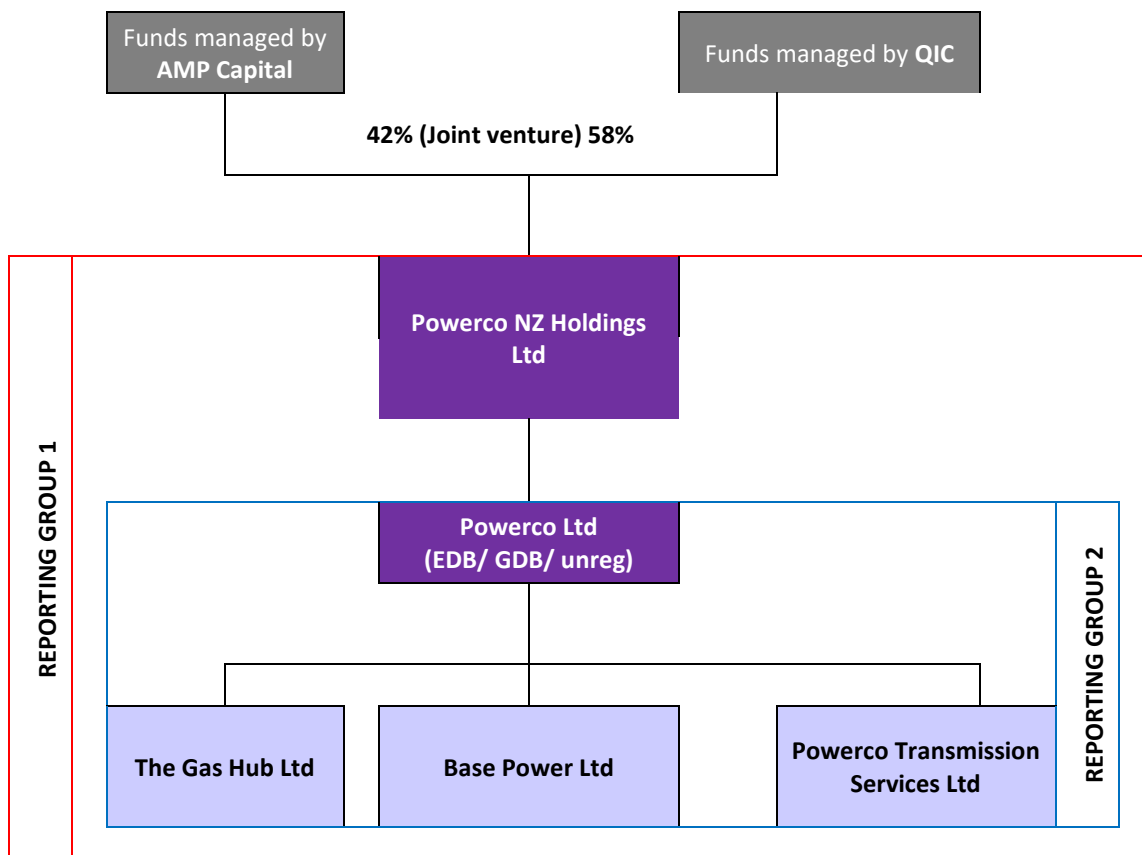 Funds managed by
AMP Capital
Funds managed by QIC
42% (Joint venture) 58%
Powerco NZ Holdings
Ltd
REPORTING GROUP 1
Powerco Ltd
(EDB/ GDB/ unreg)
REPORTING GROUP 2
The Gas Hub Ltd
Base Power Ltd
Powerco Transmission
Services Ltd